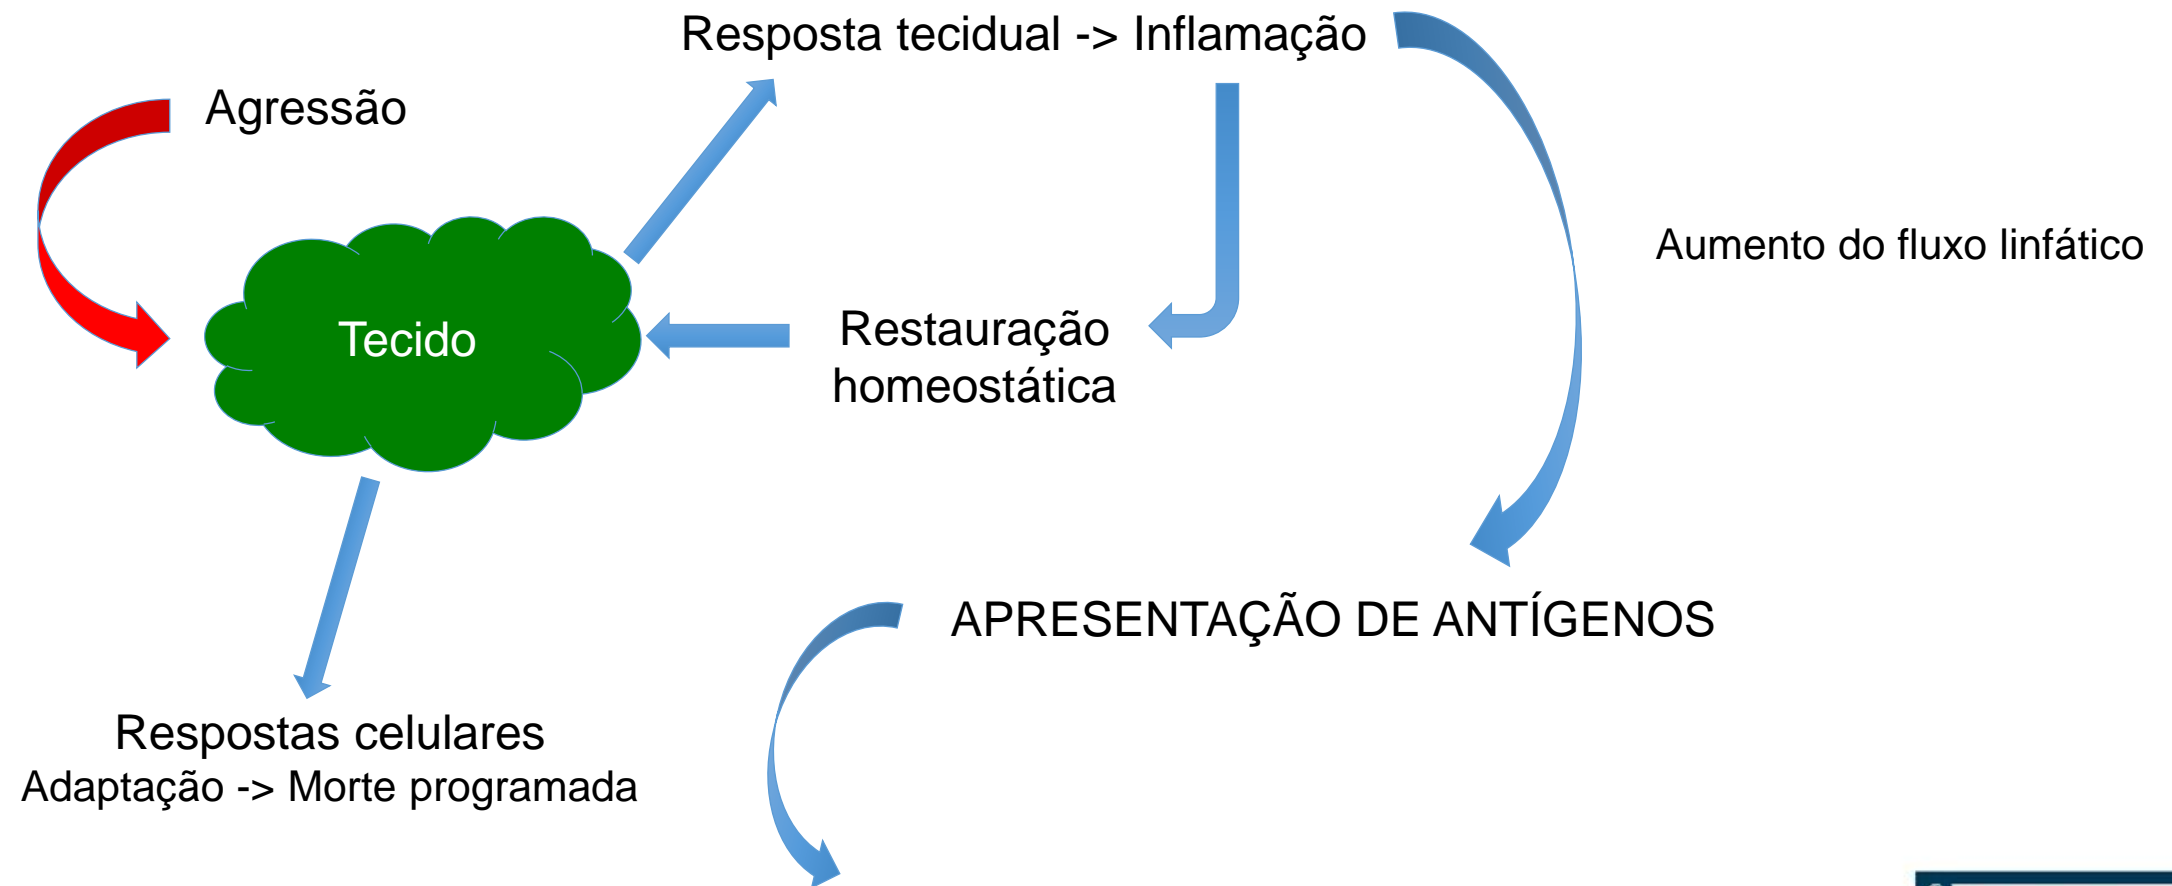 Resposta tecidual -> Inflamação
Agressão
Aumento do fluxo linfático
Tecido
Restauração
homeostática
APRESENTAÇÃO DE ANTÍGENOS
Respostas celulares
Adaptação -> Morte programada